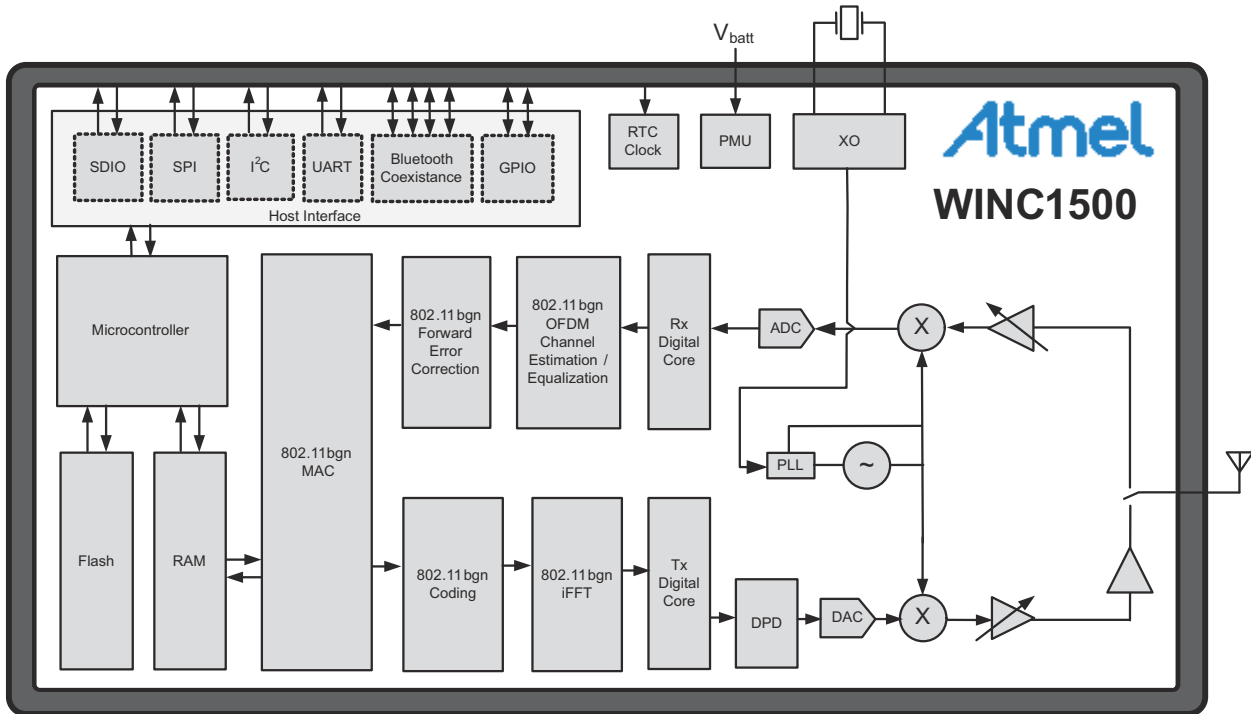 V_batt
Atmel
WINC1500
SDIO
SPI
I²C
UART
Bluetooth
Coexistance
GPIO
Host Interface
RTC
Clock
PMU
XO
Microcontroller
802.11bgn
MAC
802.11bgn
Forward
Error
Correction
802.11bgn
OFDM
Channel
Estimation /
Equalization
Rx
Digital
Core
ADC
X
PLL
~
Flash
RAM
802.11bgn
Coding
802.11bgn
iFFT
Tx
Digital
Core
DPD
DAC
X